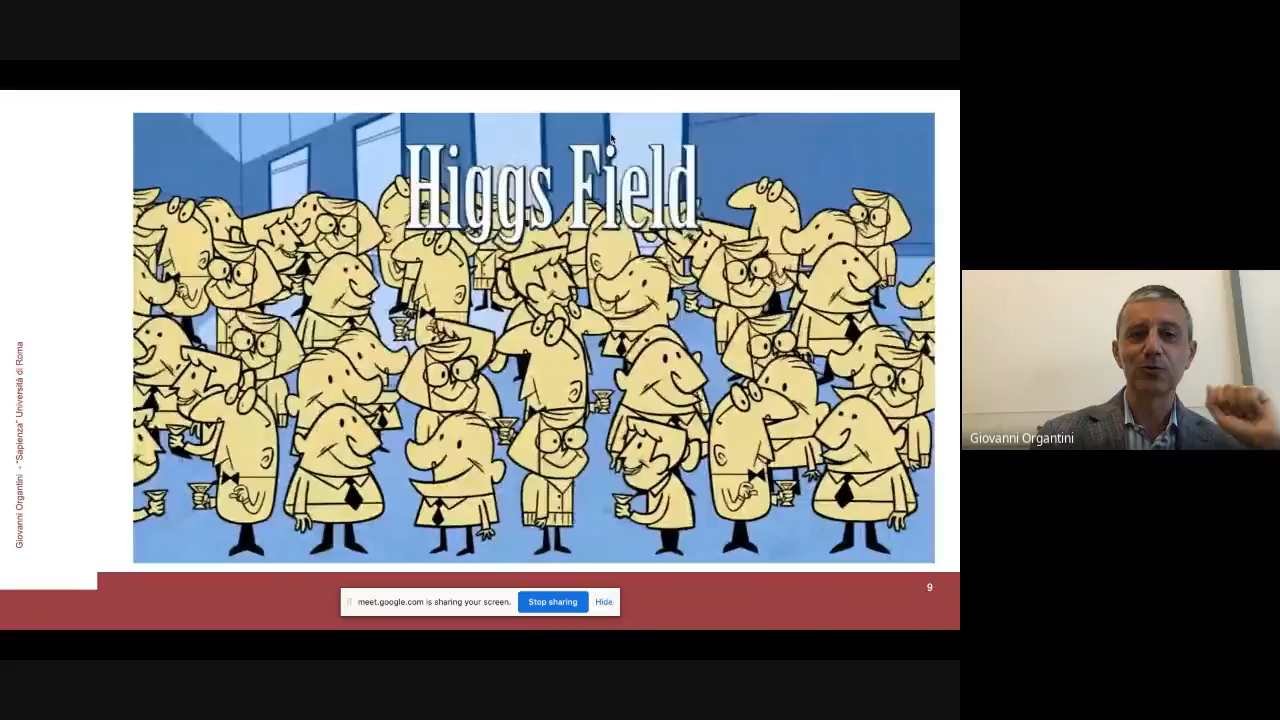 Higgs Field
Giovanni Organtini - "Sapienza" Università di Roma
Giovanni Organtini
9
meet.google.com is sharing your screen.
Stop sharing
Hide